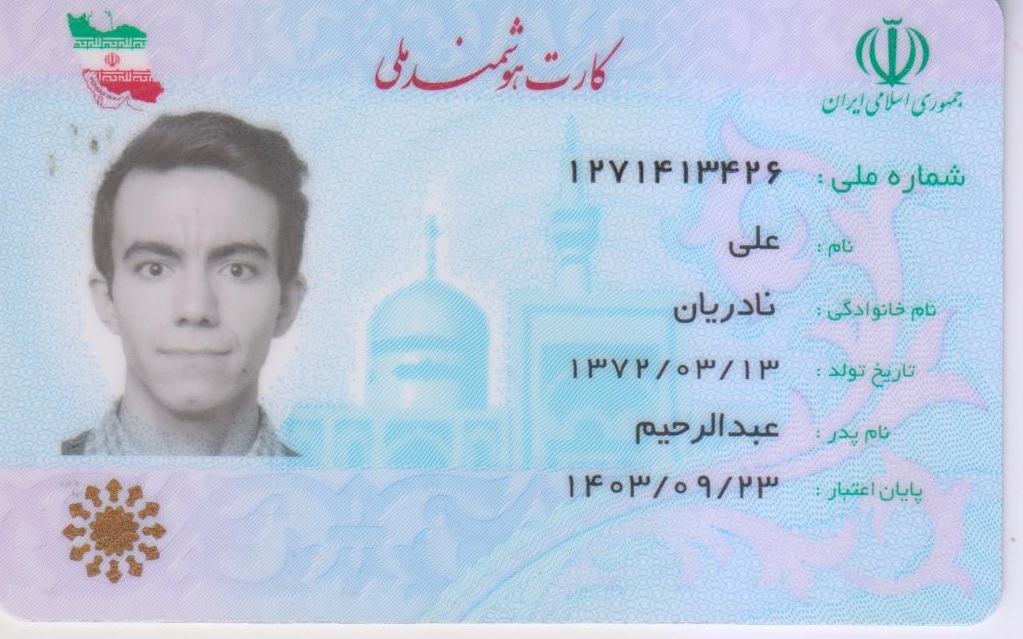 کارت هوشمند ملی
جمهوری اسلامی ایران
شماره ملی : ۱۲۷۱۴۱۳۴۲۶
نام : علی
نام خانوادگی : نادریان
تاریخ تولد : ۱۳۷۲/۰۳/۱۳
نام پدر : عبدالرحیم
پایان اعتبار : ۱۴۰۳/۰۹/۲۳